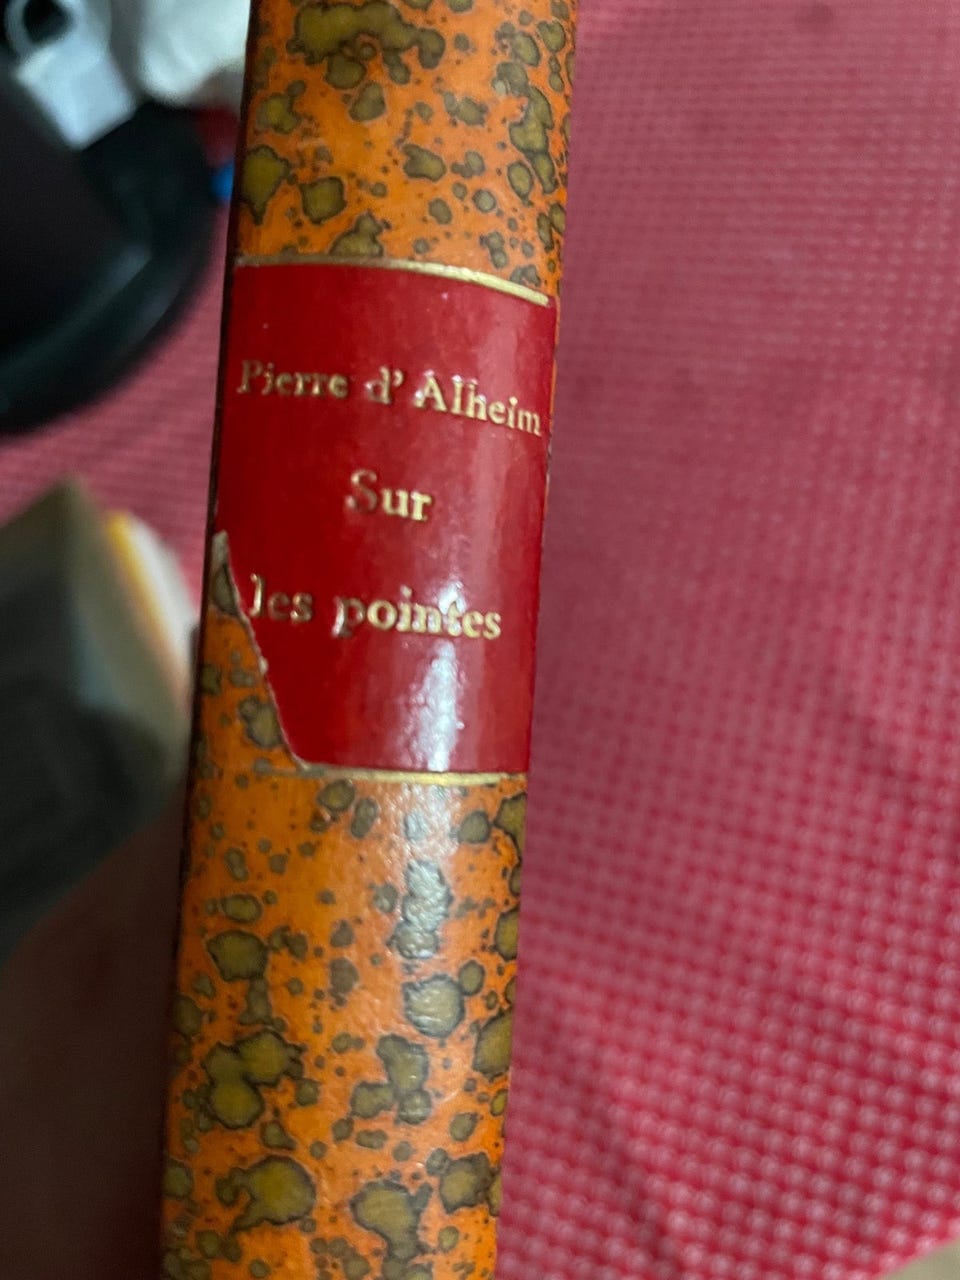 Pierre d'Alheim
Sur
les pointes